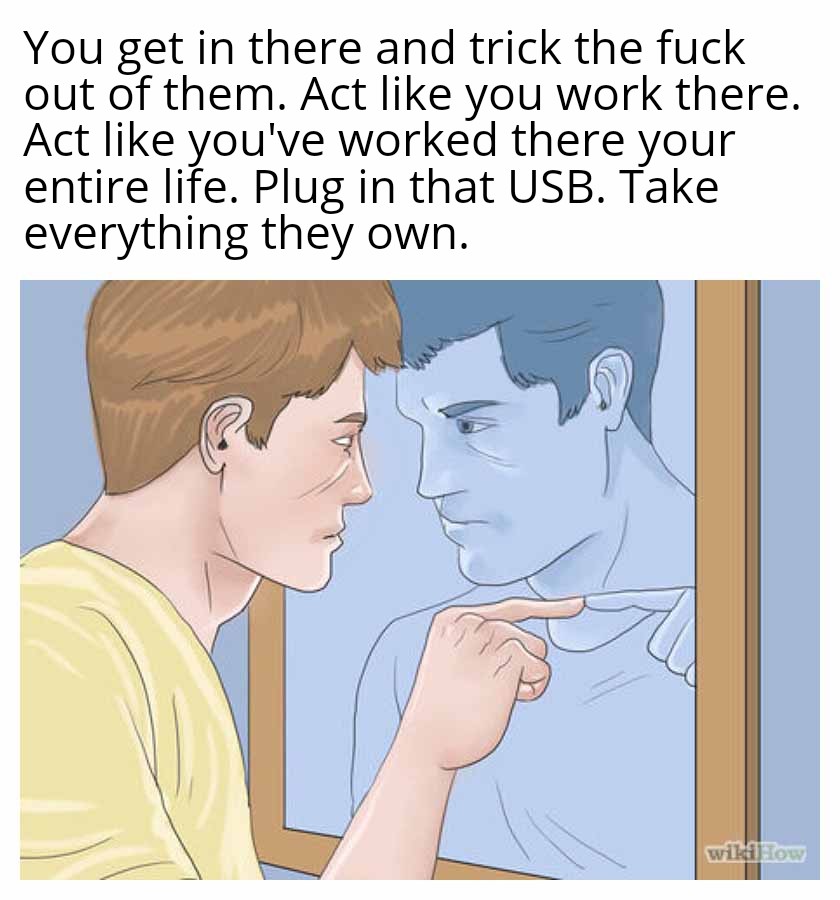 You get in there and trick the fuck
out of them. Act like you work there.
Act like you've worked there your
entire life. Plug in that USB. Take
everything they own.
wikiHow